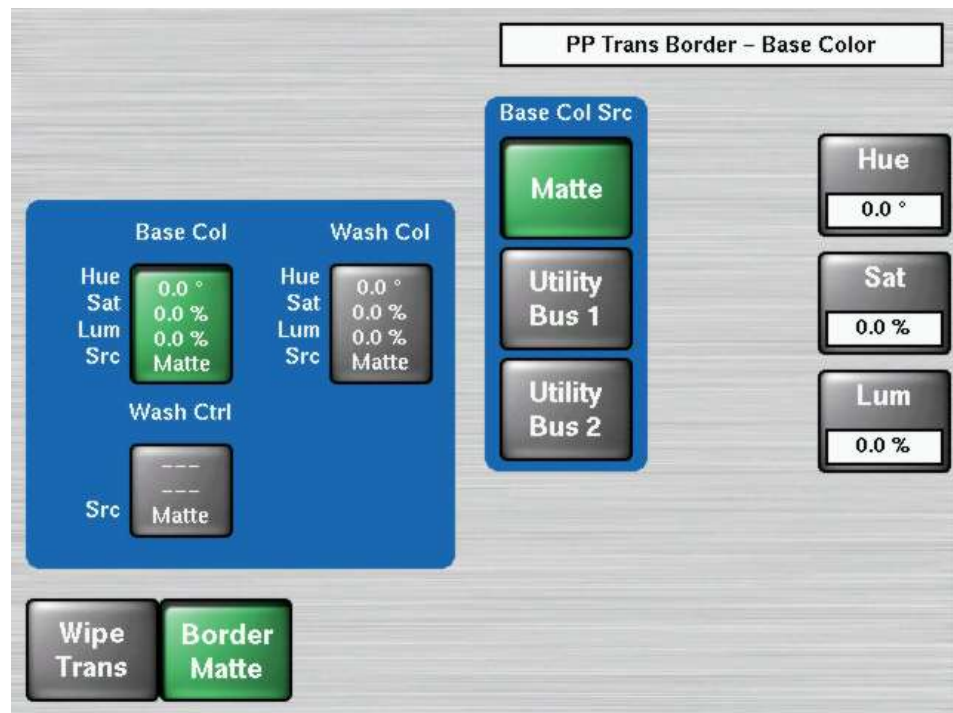 PP Trans Border – Base Color
Base Col Src
Matte
Utility
Bus 1
Utility
Bus 2
Hue
0.0 °
Sat
0.0 %
Lum
0.0 %
Base Col
Hue
Sat
Lum
Src
0.0 °
0.0 %
0.0 %
Matte
Wash Col
Hue
Sat
Lum
Src
0.0 °
0.0 %
0.0 %
Matte
Wash Ctrl
Src
---
---
Matte
Wipe
Trans
Border
Matte